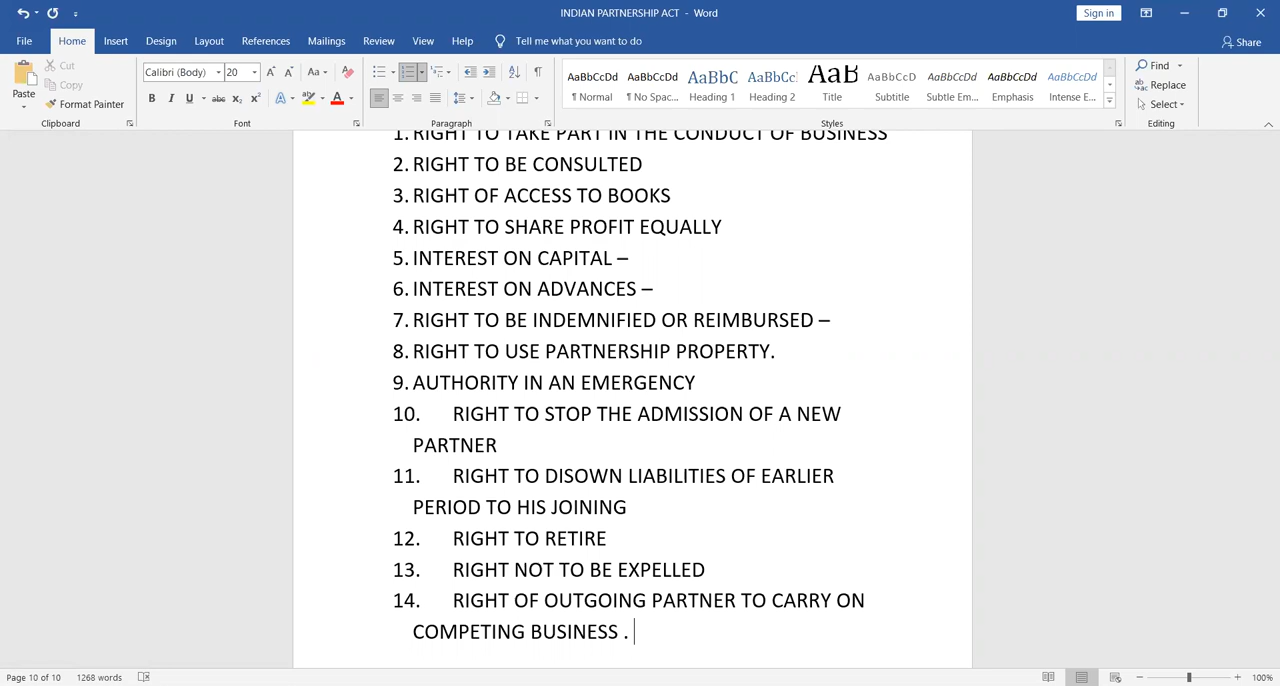 INDIAN PARTNERSHIP ACT - Word
Sign in
File Home Insert Design Layout References Mailings Review View Help Tell me what you want to do Share
Paste
Cut
Copy
Format Painter
Clipboard
Calibri (Body) 20
Aa
B I U abc x₂ x²
A A
Font
Paragraph
AaBbCcDd AaBbCcDd AaBbC AaBbCc AaB AaBbCcD AaBbCcDd AaBbCcDd AaBbCcDd
¶ Normal ¶ No Spac... Heading 1 Heading 2 Title Subtitle Subtle Em... Emphasis Intense E...
Styles
Find
Replace
Select
Editing
1. RIGHT TO TAKE PART IN THE CONDUCT OF BUSINESS
2. RIGHT TO BE CONSULTED
3. RIGHT OF ACCESS TO BOOKS
4. RIGHT TO SHARE PROFIT EQUALLY
5. INTEREST ON CAPITAL –
6. INTEREST ON ADVANCES –
7. RIGHT TO BE INDEMNIFIED OR REIMBURSED –
8. RIGHT TO USE PARTNERSHIP PROPERTY.
9. AUTHORITY IN AN EMERGENCY
10. RIGHT TO STOP THE ADMISSION OF A NEW
PARTNER
11. RIGHT TO DISOWN LIABILITIES OF EARLIER
PERIOD TO HIS JOINING
12. RIGHT TO RETIRE
13. RIGHT NOT TO BE EXPELLED
14. RIGHT OF OUTGOING PARTNER TO CARRY ON
COMPETING BUSINESS .
Page 10 of 10 1268 words 100%